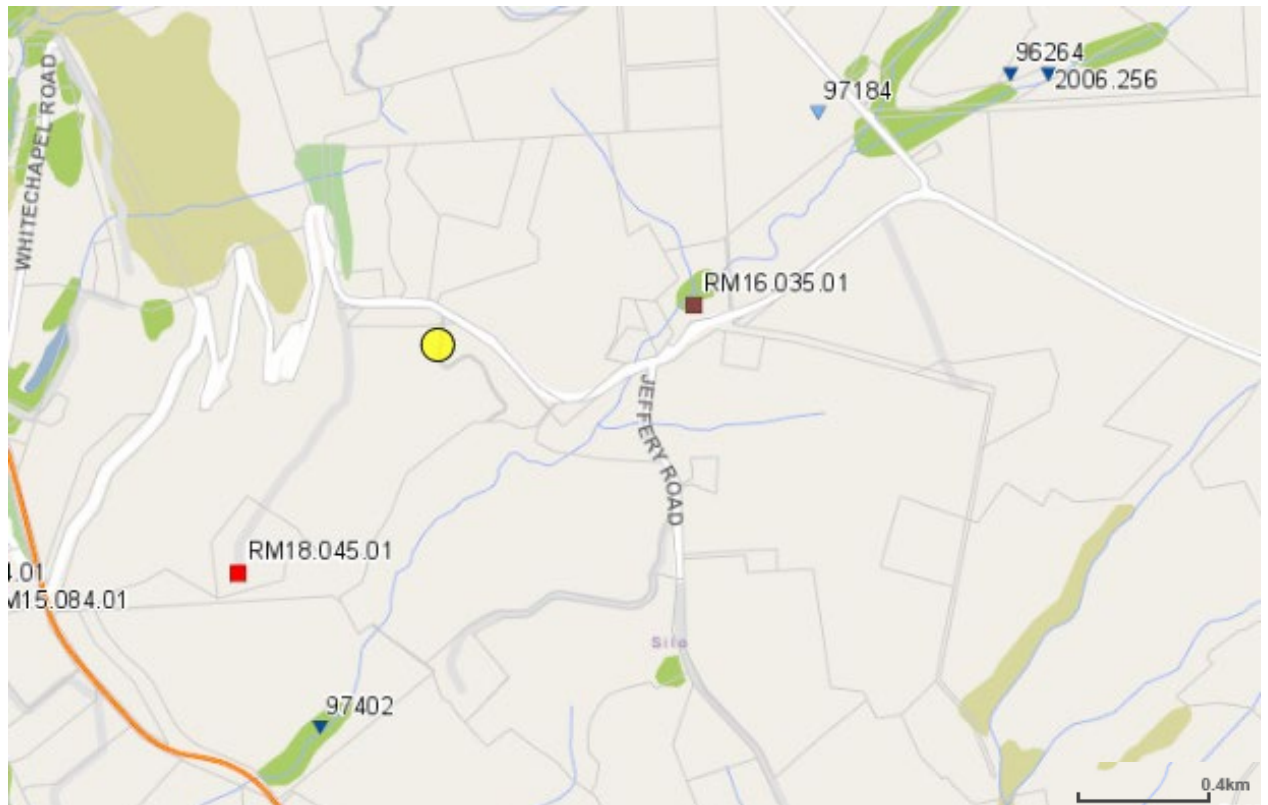 96264
2006.256
97184
WHITECHAPEL ROAD
RM16.035.01
JEFFERY ROAD
RM18.045.01
4.01
M15.084.01
Silo
97402
0.4km